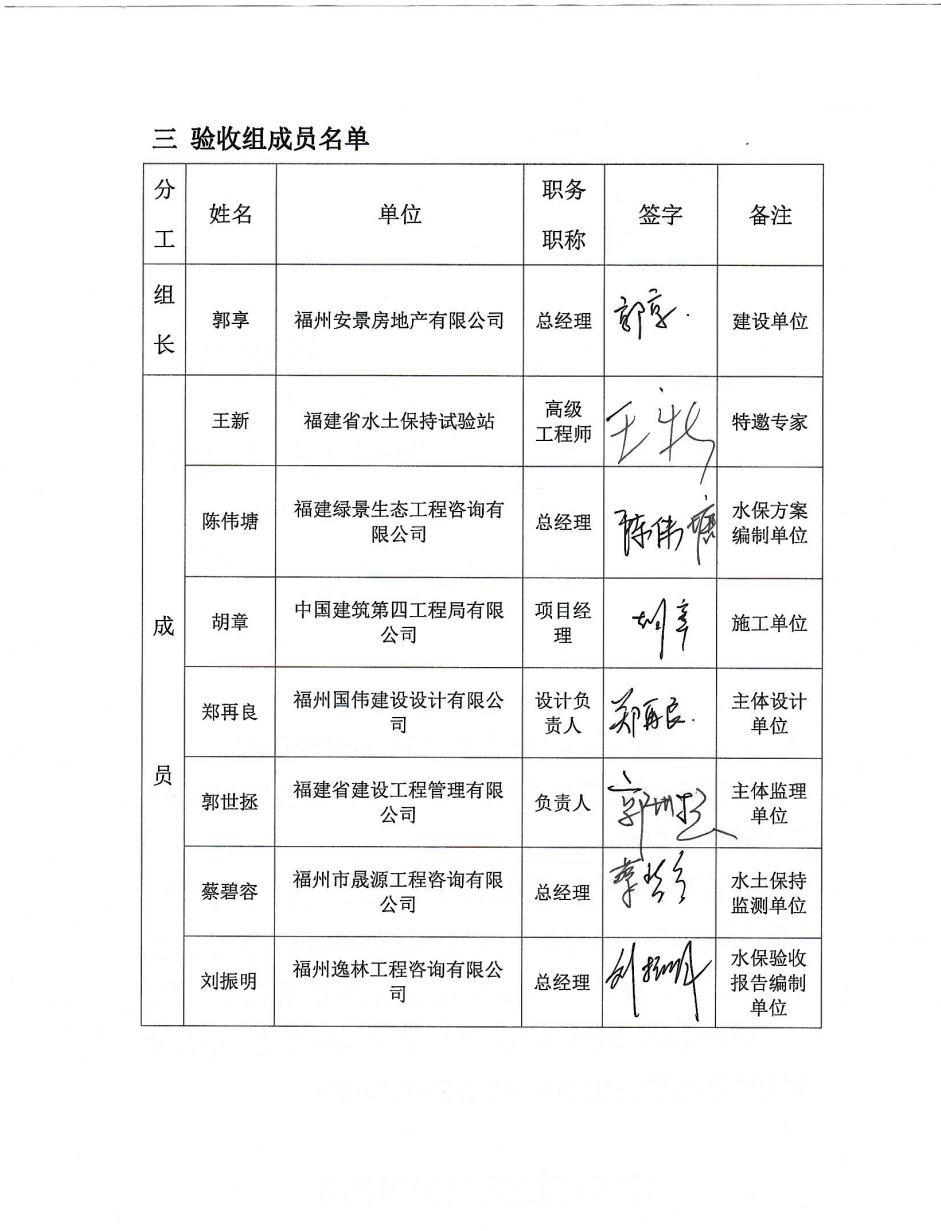 三 验收组成员名单
分工 姓名 单位 职务职称 签字 备注
组长 郭享 福州安景房地产有限公司 总经理 郭享 建设单位
成员
王新 福建省水土保持试验站 高级工程师 王新 特邀专家
陈伟塘 福建绿景生态工程咨询有限公司 总经理 陈伟塘 水保方案编制单位
胡章 中国建筑第四工程局有限公司 项目经理 胡章 施工单位
郑再良 福州国伟建设设计有限公司 设计负责人 郑再良 主体设计单位
郭世拯 福建省建设工程管理有限公司 负责人 郭世拯 主体监理单位
蔡碧容 福州市晟源工程咨询有限公司 总经理 水土保持监测单位
刘振明 福州逸林工程咨询有限公司 总经理 刘振明 水保验收报告编制单位